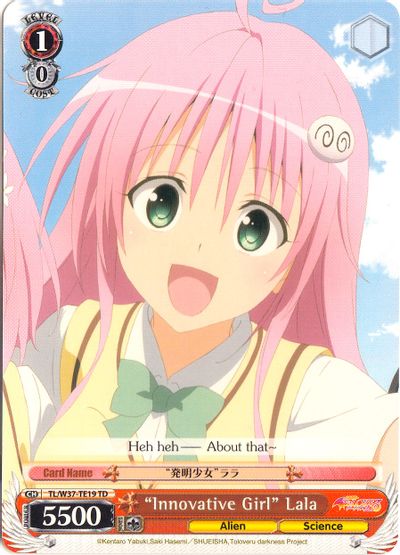 LEVEL
1
0
COST
Heh heh── About that~
Card Name
"発明少女"ララ
CH
TL/W37-TE19 TD
POWER
5500
"Innovative Girl" Lala
Alien
Science
©Kentaro Yabuki,Saki Hasemi／SHUEISHA,Toloveru darkness Project